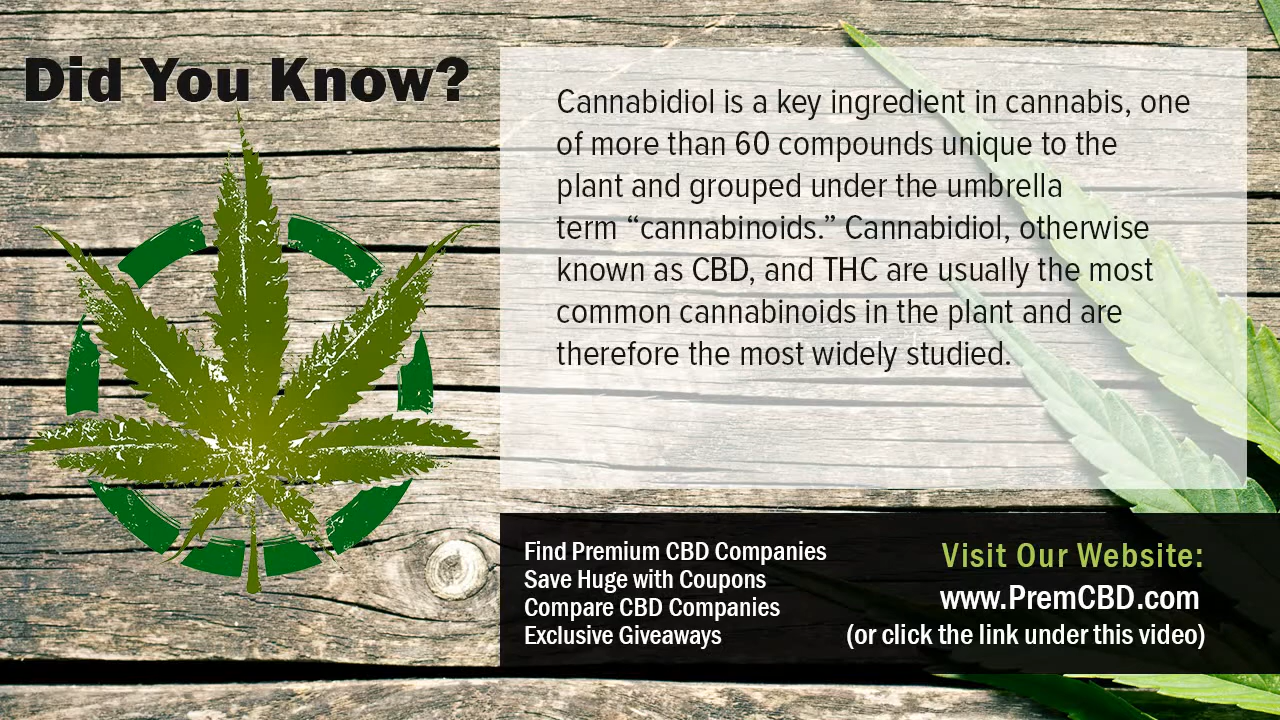 Did You Know?
Cannabidiol is a key ingredient in cannabis, one
of more than 60 compounds unique to the
plant and grouped under the umbrella
term “cannabinoids.” Cannabidiol, otherwise
known as CBD, and THC are usually the most
common cannabinoids in the plant and are
therefore the most widely studied.
Find Premium CBD Companies
Save Huge with Coupons
Compare CBD Companies
Exclusive Giveaways
Visit Our Website:
www.PremCBD.com
(or click the link under this video)